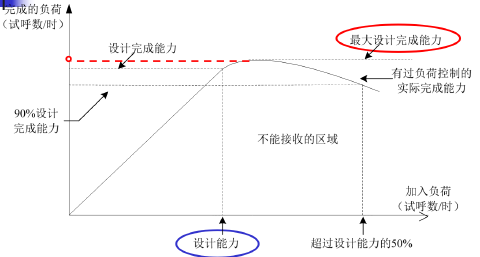 完成的负荷
（试呼数/时）
设计完成能力
最大设计完成能力
有过负荷控制的
实际完成能力
90%设计
完成能力
不能接收的区域
加入负荷
（试呼数/时）
设计能力
超过设计能力的50%